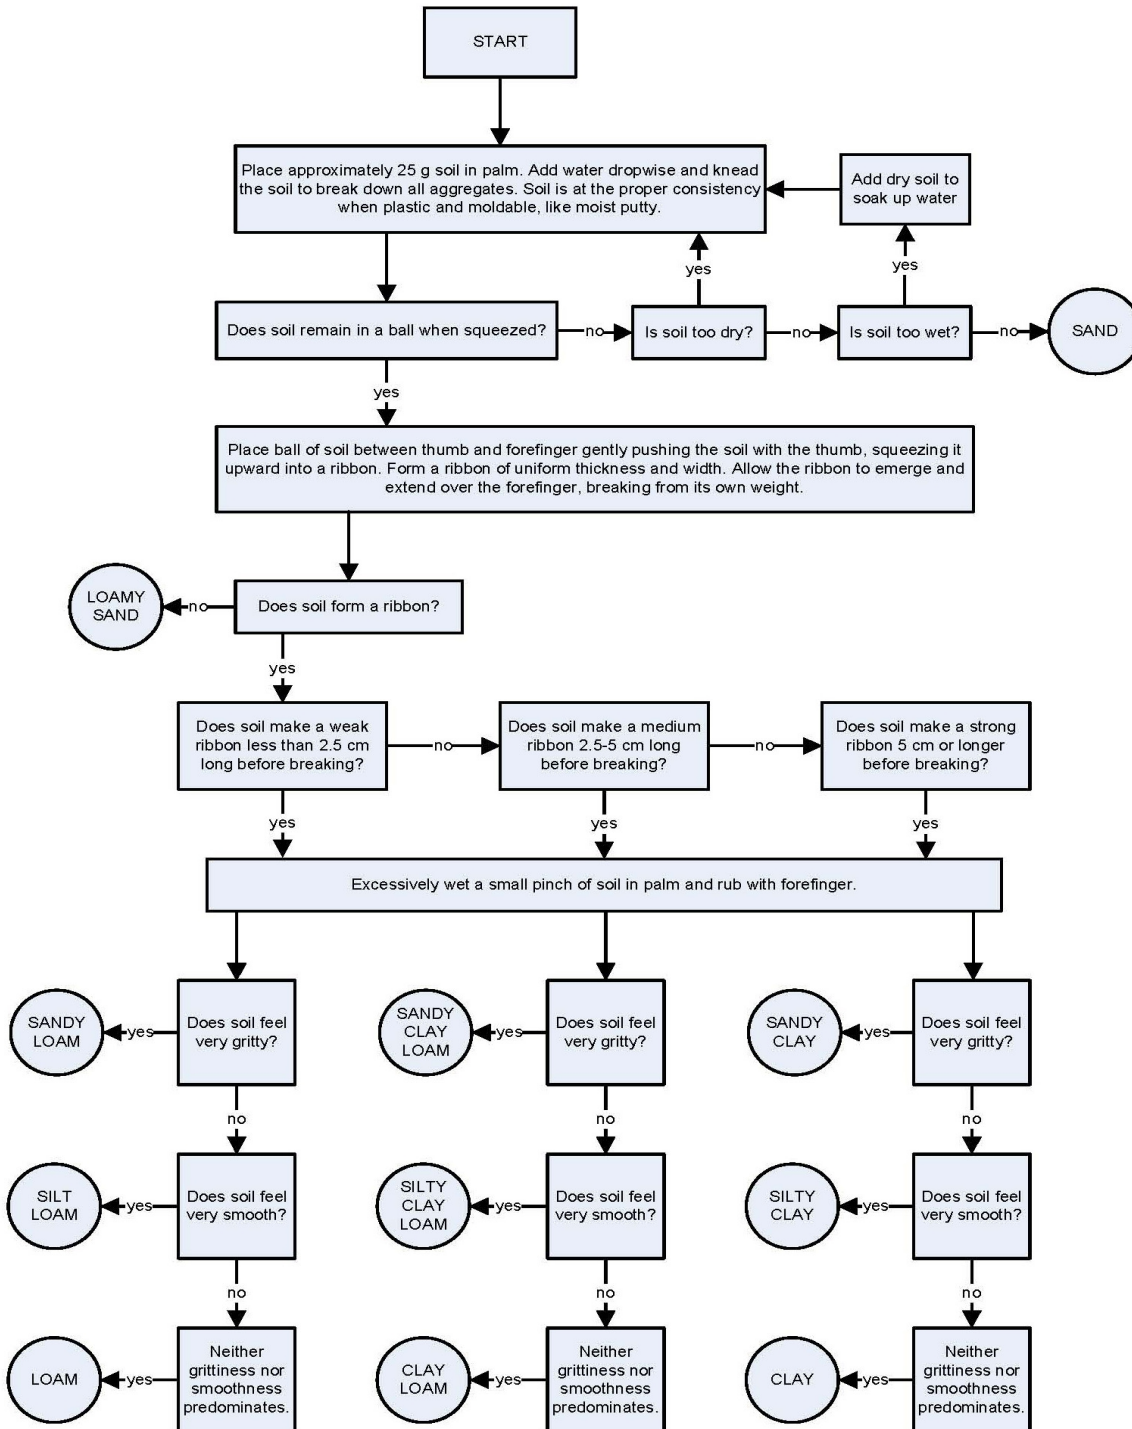 START
Place approximately 25 g soil in palm. Add water dropwise and knead
the soil to break down all aggregates. Soil is at the proper consistency
when plastic and moldable, like moist putty.
Add dry soil to
soak up water
yes
yes
Does soil remain in a ball when squeezed?
no
Is soil too dry?
no
Is soil too wet?
no
SAND
yes
Place ball of soil between thumb and forefinger gently pushing the soil with the thumb, squeezing it
upward into a ribbon. Form a ribbon of uniform thickness and width. Allow the ribbon to emerge and
extend over the forefinger, breaking from its own weight.
LOAMY
SAND
no
Does soil form a ribbon?
yes
Does soil make a weak
ribbon less than 2.5 cm
long before breaking?
no
Does soil make a medium
ribbon 2.5-5 cm long
before breaking?
no
Does soil make a strong
ribbon 5 cm or longer
before breaking?
yes
yes
yes
Excessively wet a small pinch of soil in palm and rub with forefinger.
SANDY
LOAM
yes
Does soil feel
very gritty?
SANDY
CLAY
LOAM
yes
Does soil feel
very gritty?
SANDY
CLAY
yes
Does soil feel
very gritty?
no
no
no
SILT
LOAM
yes
Does soil feel
very smooth?
SILTY
CLAY
LOAM
yes
Does soil feel
very smooth?
SILTY
CLAY
yes
Does soil feel
very smooth?
no
no
no
LOAM
yes
Neither
grittiness nor
smoothness
predominates.
CLAY
LOAM
yes
Neither
grittiness nor
smoothness
predominates.
CLAY
yes
Neither
grittiness nor
smoothness
predominates.